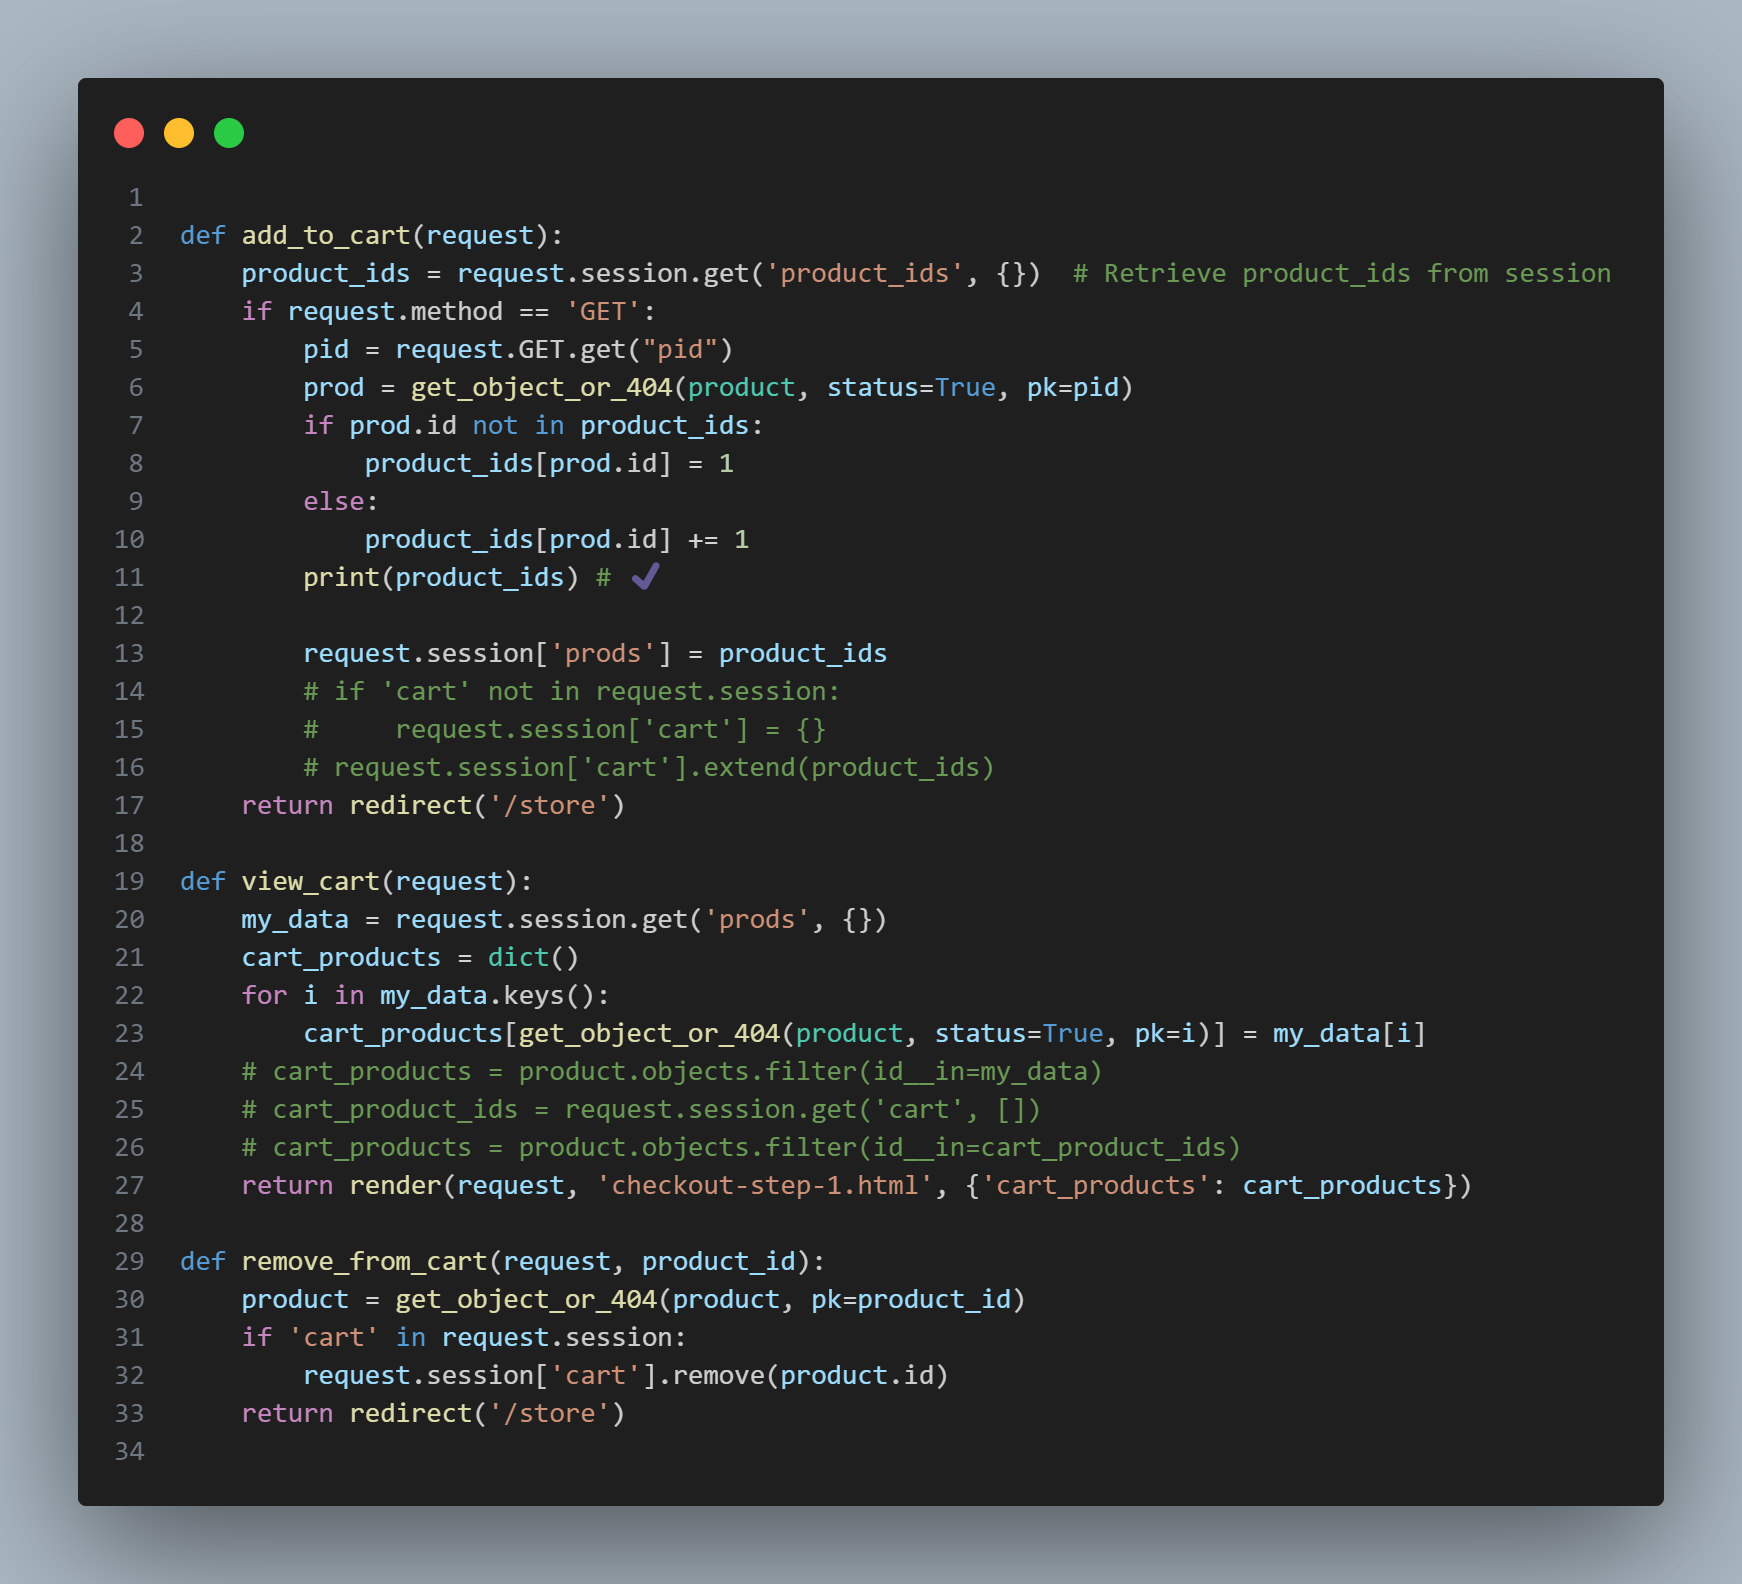 1
2 def add_to_cart(request):
3     product_ids = request.session.get('product_ids', {})  # Retrieve product_ids from session
4     if request.method == 'GET':
5         pid = request.GET.get("pid")
6         prod = get_object_or_404(product, status=True, pk=pid)
7         if prod.id not in product_ids:
8             product_ids[prod.id] = 1
9         else:
10             product_ids[prod.id] += 1
11         print(product_ids) # ✔
12
13         request.session['prods'] = product_ids
14         # if 'cart' not in request.session:
15         #     request.session['cart'] = {}
16         # request.session['cart'].extend(product_ids)
17     return redirect('/store')
18
19 def view_cart(request):
20     my_data = request.session.get('prods', {})
21     cart_products = dict()
22     for i in my_data.keys():
23         cart_products[get_object_or_404(product, status=True, pk=i)] = my_data[i]
24     # cart_products = product.objects.filter(id__in=my_data)
25     # cart_product_ids = request.session.get('cart', [])
26     # cart_products = product.objects.filter(id__in=cart_product_ids)
27     return render(request, 'checkout-step-1.html', {'cart_products': cart_products})
28
29 def remove_from_cart(request, product_id):
30     product = get_object_or_404(product, pk=product_id)
31     if 'cart' in request.session:
32         request.session['cart'].remove(product.id)
33     return redirect('/store')
34